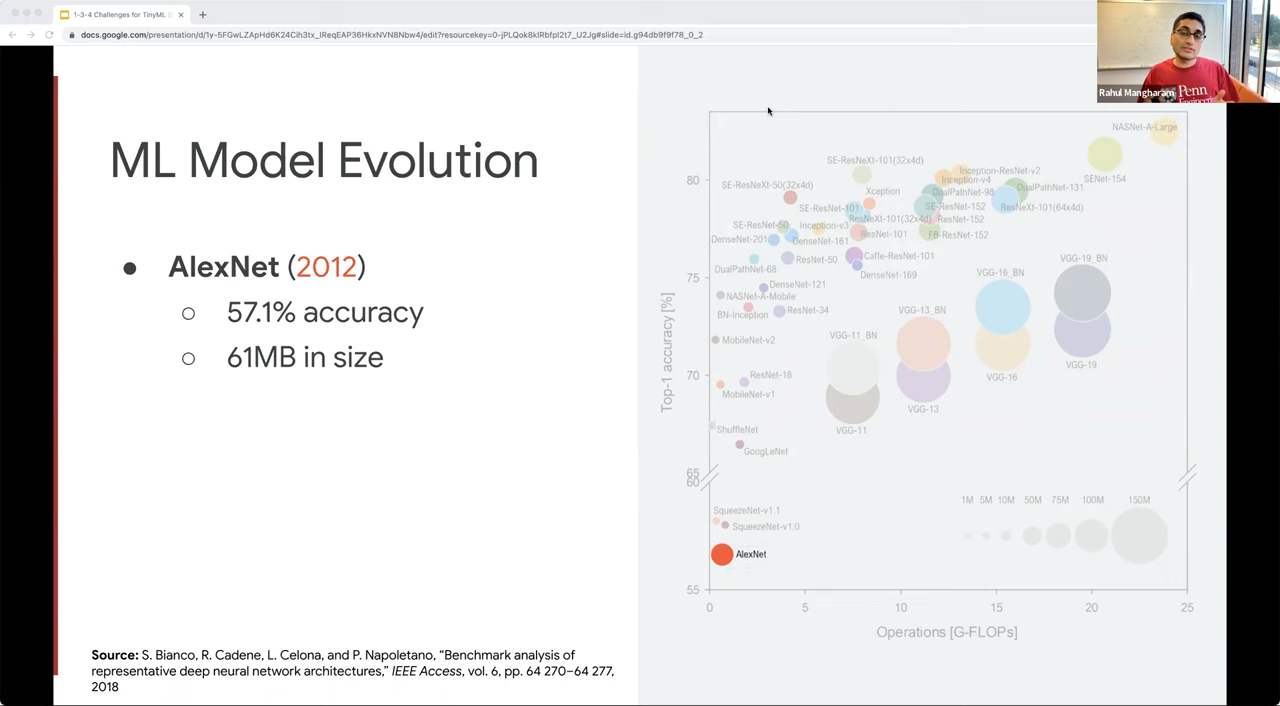 1-3-4 Challenges for TinyML (
docs.google.com/presentation/d/1y-5FGwLZApHd6K24Cih3tx_IReqEAP36HkxNVN8Nbw4/edit?resourcekey=0-jPLQok8kIRbfpI2t7_U2Jg#slide=id.g94db9f9f78_0_2
Rahul Mangharam
Penn
ML Model Evolution
● AlexNet (2012)
○ 57.1% accuracy
○ 61MB in size
Source: S. Bianco, R. Cadene, L. Celona, and P. Napoletano, “Benchmark analysis of
representative deep neural network architectures,” IEEE Access, vol. 6, pp. 64 270–64 277,
2018
NASNet-A-Large
SE-ResNeXt-101(32x4d)
Inception-ResNet-v2
SENet-154
Inception-v4
SE-ResNeXt-50(32x4d)
Xception
DualPathNet-98
DualPathNet-131
SE-ResNet-101
SE-ResNet-152
ResNeXt-101(64x4d)
ResNeXt-101(32x4d)
ResNet-152
SE-ResNet-50
Inception-v3
ResNet-101
FB-ResNet-152
DenseNet-201
DenseNet-161
ResNet-50
Caffe-ResNet-101
DualPathNet-68
DenseNet-169
VGG-19_BN
VGG-16_BN
DenseNet-121
NASNet-A-Mobile
BN-Inception
ResNet-34
VGG-13_BN
VGG-11_BN
MobileNet-v2
VGG-19
ResNet-18
VGG-16
MobileNet-v1
VGG-13
ShuffleNet
VGG-11
GoogLeNet
1M 5M 10M 50M 75M 100M 150M
SqueezeNet-v1.1
SqueezeNet-v1.0
AlexNet
80
75
70
65
60
55
Top-1 accuracy [%]
0 5 10 15 20 25
Operations [G-FLOPs]